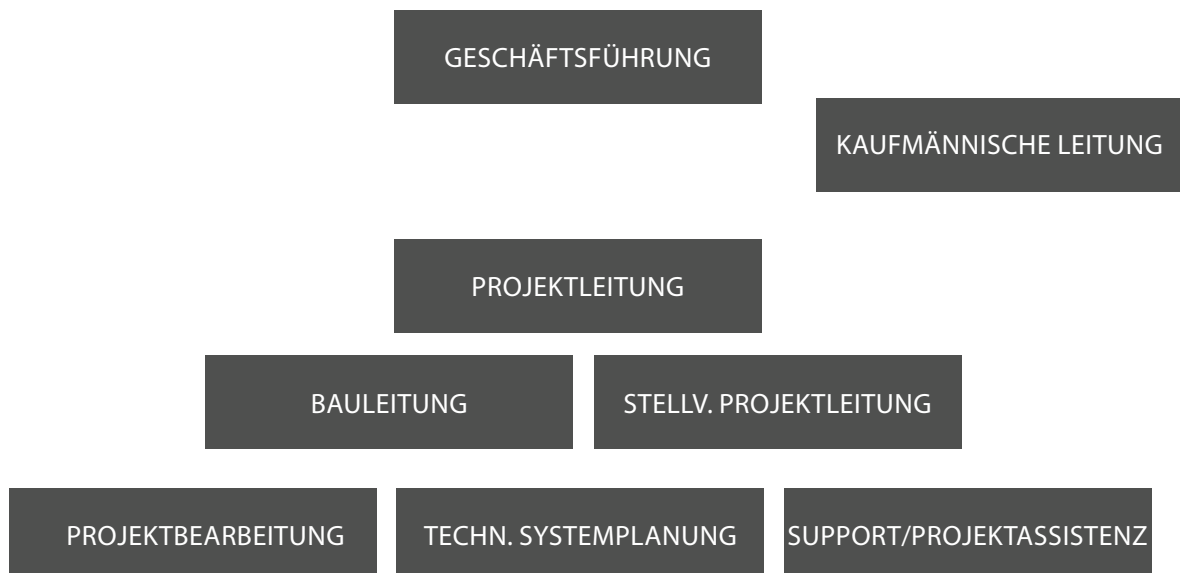 GESCHÄFTSFÜHRUNG
KAUFMÄNNISCHE LEITUNG
PROJEKTLEITUNG
BAULEITUNG
STELLV. PROJEKTLEITUNG
PROJEKTBEARBEITUNG
TECHN. SYSTEMPLANUNG
SUPPORT/PROJEKTASSISTENZ